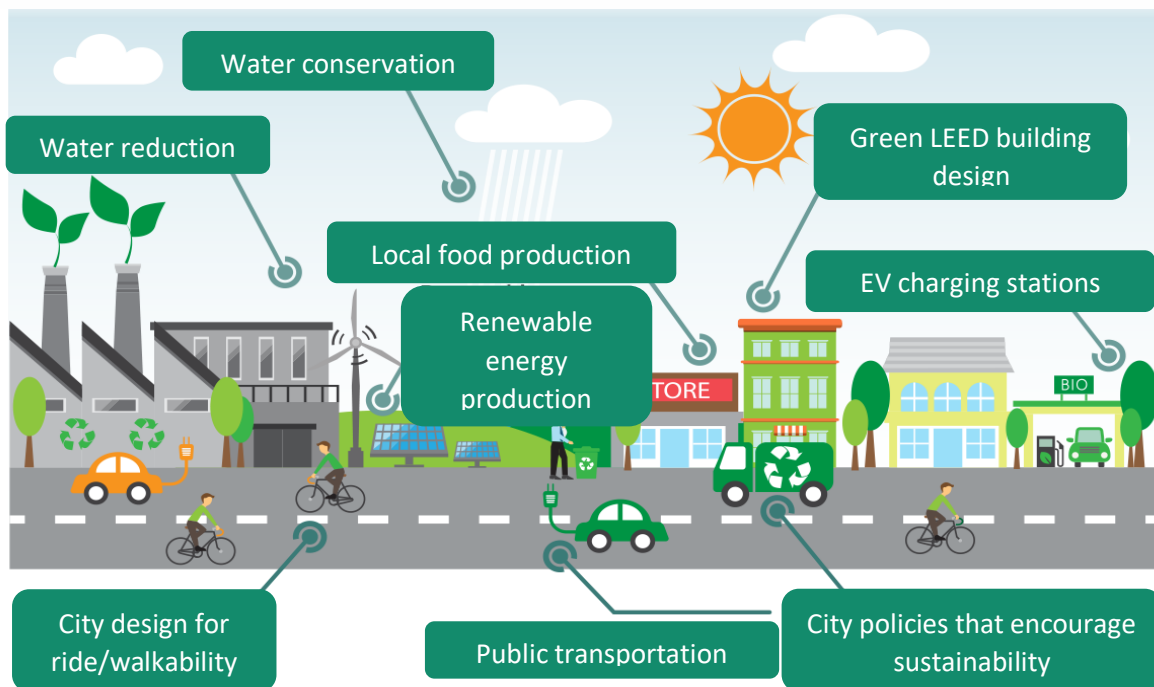 Water conservation
Water reduction
Green LEED building
design
Local food production
EV charging stations
Renewable
energy
production
TORE
BIO
City design for
ride/walkability
Public transportation
City policies that encourage
sustainability